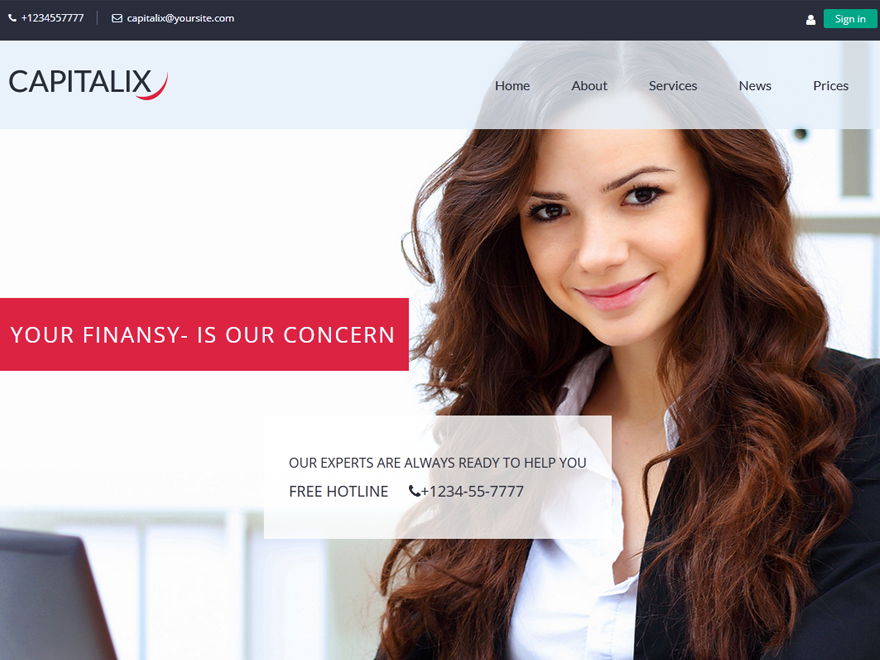 +1234557777
capitalix@yoursite.com
Sign in
CAPITALIX
Home
About
Services
News
Prices
YOUR FINANSY- IS OUR CONCERN
OUR EXPERTS ARE ALWAYS READY TO HELP YOU
FREE HOTLINE +1234-55-7777